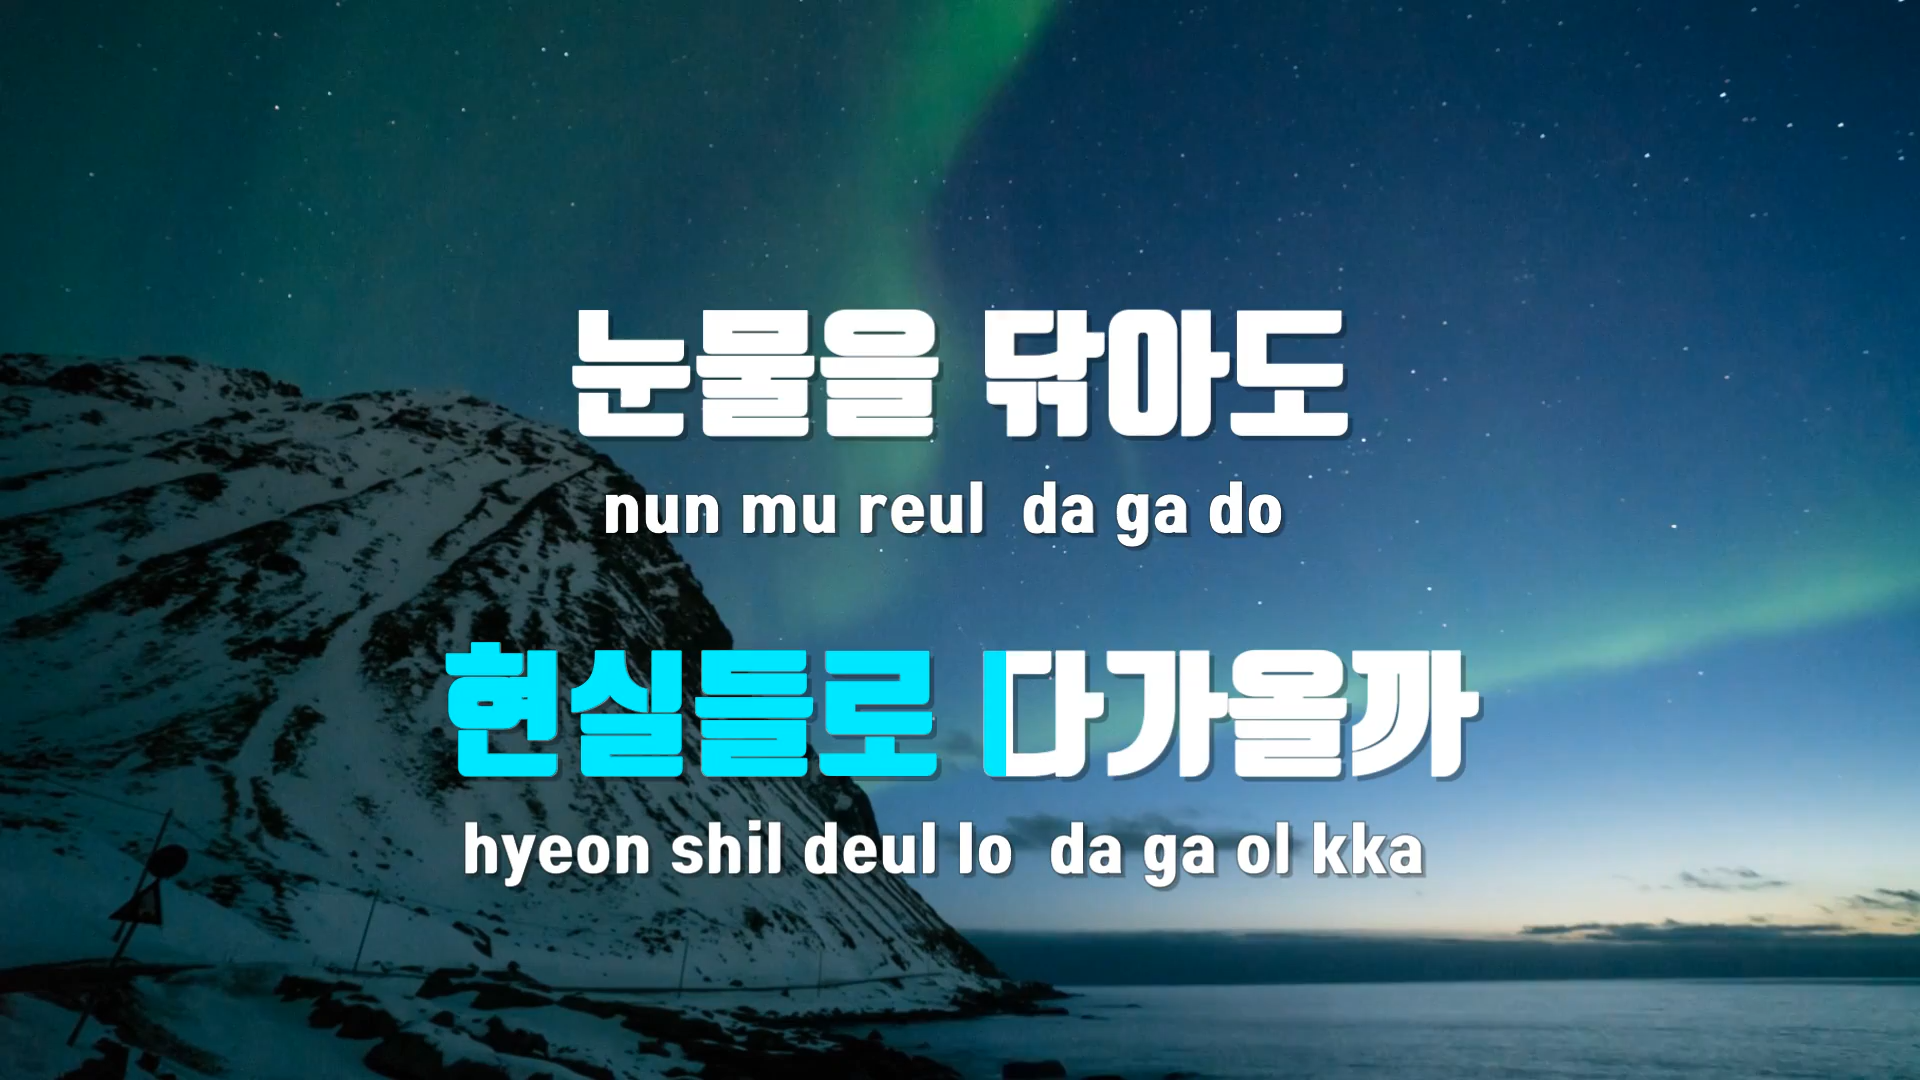 눈물을 닦아도
nun mu reul da ga do
현실들로 다가올까
hyeon shil deul lo da ga ol kka